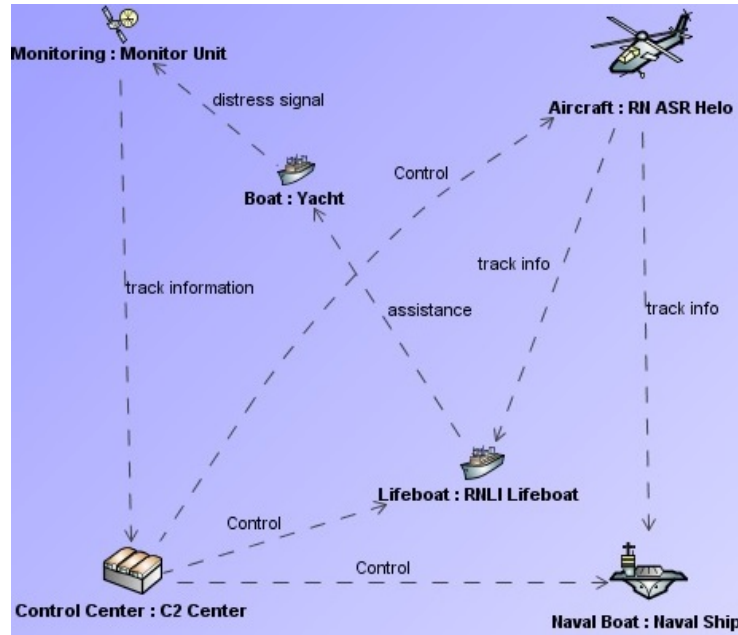 Monitoring : Monitor Unit
distress signal
Aircraft : RN ASR Helo
Control
Boat : Yacht
track info
track information
assistance
track info
Lifeboat : RNLI Lifeboat
Control
Control
Control Center : C2 Center
Naval Boat : Naval Ship